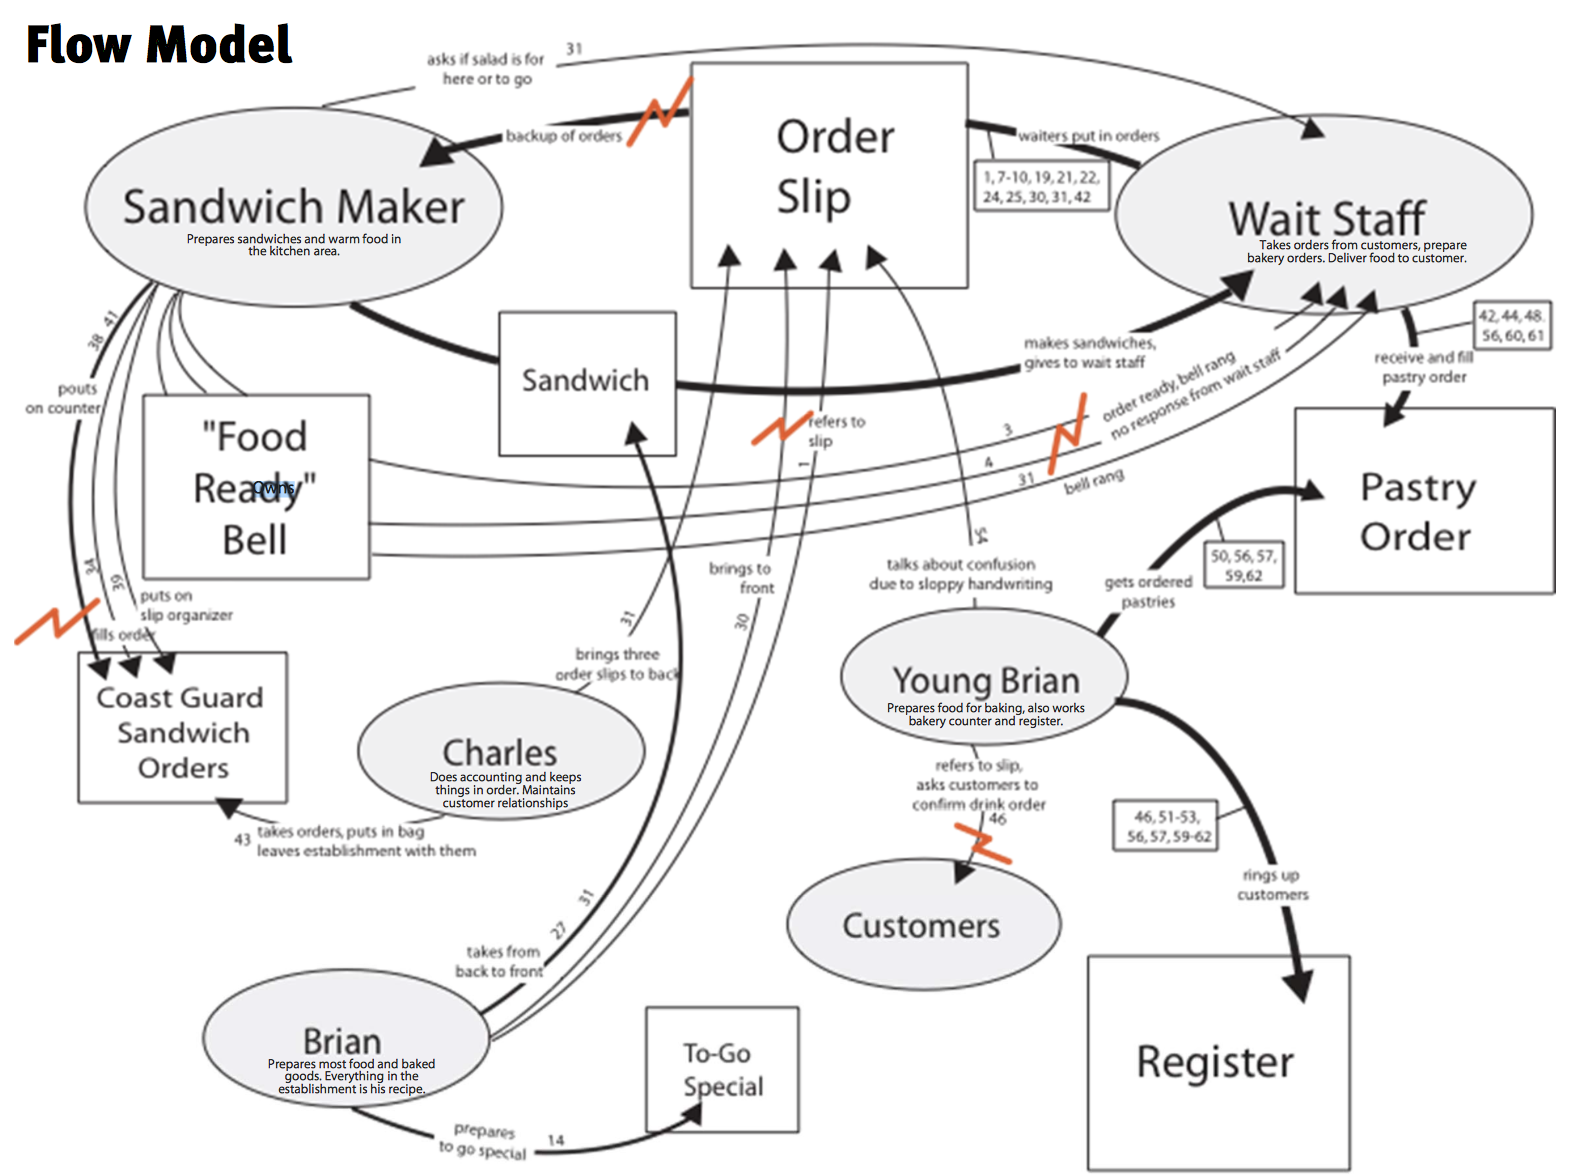 Flow Model
asks if salad is for
here or to go
31
backup of orders
Order
Slip
waiters put in orders
1, 7-10, 19, 21, 22,
24, 25, 30, 31, 42
Sandwich Maker
Prepares sandwiches and warm food in
the kitchen area.
Wait Staff
Takes orders from customers, prepare
bakery orders. Deliver food to customer.
38 41
pouts
on counter
Sandwich
makes sandwiches,
gives to wait staff
42, 44, 48.
56, 60, 61
receive and fill
pastry order
order ready, bell rang
no response from wait staff
3
4
31
bell rang
refers to
slip
1
"Food
Ready"
Bell
Owns
Pastry
Order
34
39
puts on
slip organizer
fills order
brings to
front
30
54
talks about confusion
due to sloppy handwriting
50, 56, 57,
59,62
gets ordered
pastries
31
brings three
order slips to back
Coast Guard
Sandwich
Orders
Charles
Does accounting and keeps
things in order. Maintains
customer relationships
Young Brian
Prepares food for baking, also works
bakery counter and register.
refers to slip,
asks customers to
confirm drink order
46
43
takes orders, puts in bag
leaves establishment with them
46, 51-53,
56, 57, 59-62
rings up
customers
Customers
27 31
takes from
back to front
Brian
Prepares most food and baked
goods. Everything in the
establishment is his recipe.
To-Go
Special
Register
prepares
to go special
14